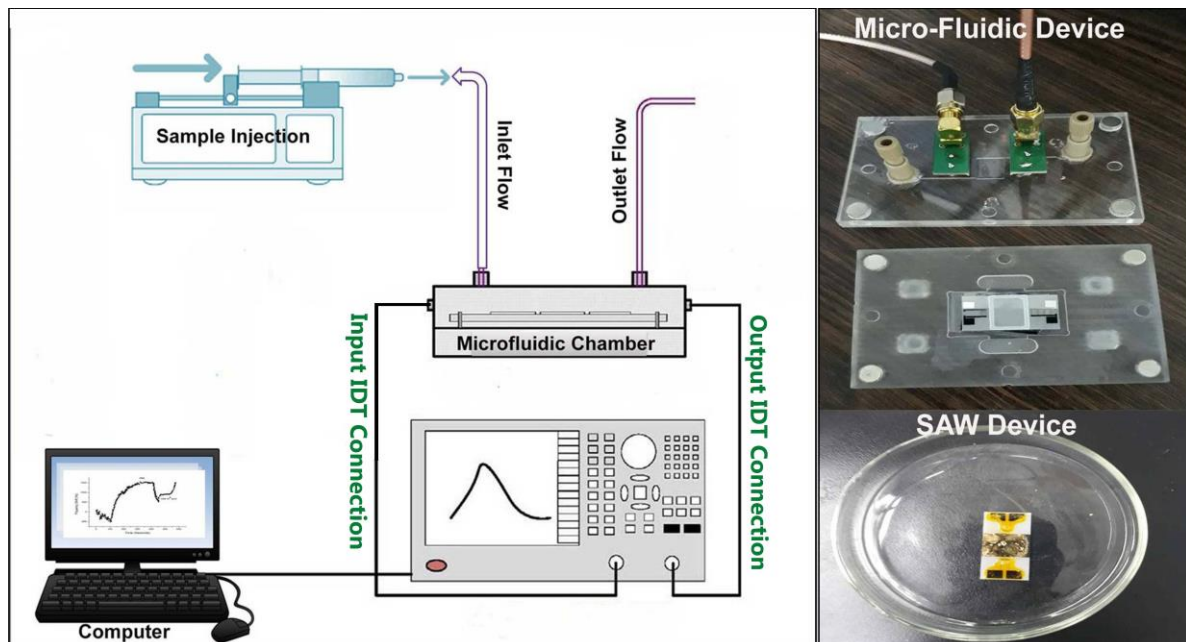 Sample Injection
Inlet Flow
Outlet Flow
Microfluidic Chamber
Input IDT Connection
Output IDT Connection
Computer
Micro-Fluidic Device
SAW Device